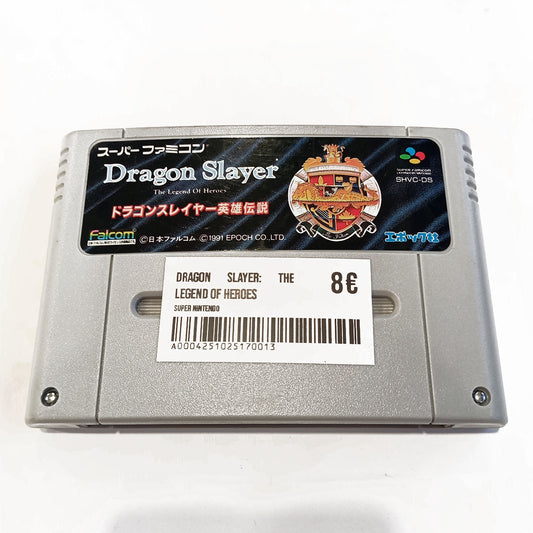 スーパーファミコン
Dragon Slayer
The Legend Of Heroes
ドラゴンスレイヤー英雄伝説
SUPER FAMICOM
SHVC-DS
Falcom
©日本ファルコム ©1991 EPOCH CO., LTD.
エポック社
DRAGON SLAYER: THE
LEGEND OF HEROES
8€
SUPER NINTENDO
A0004251025170013